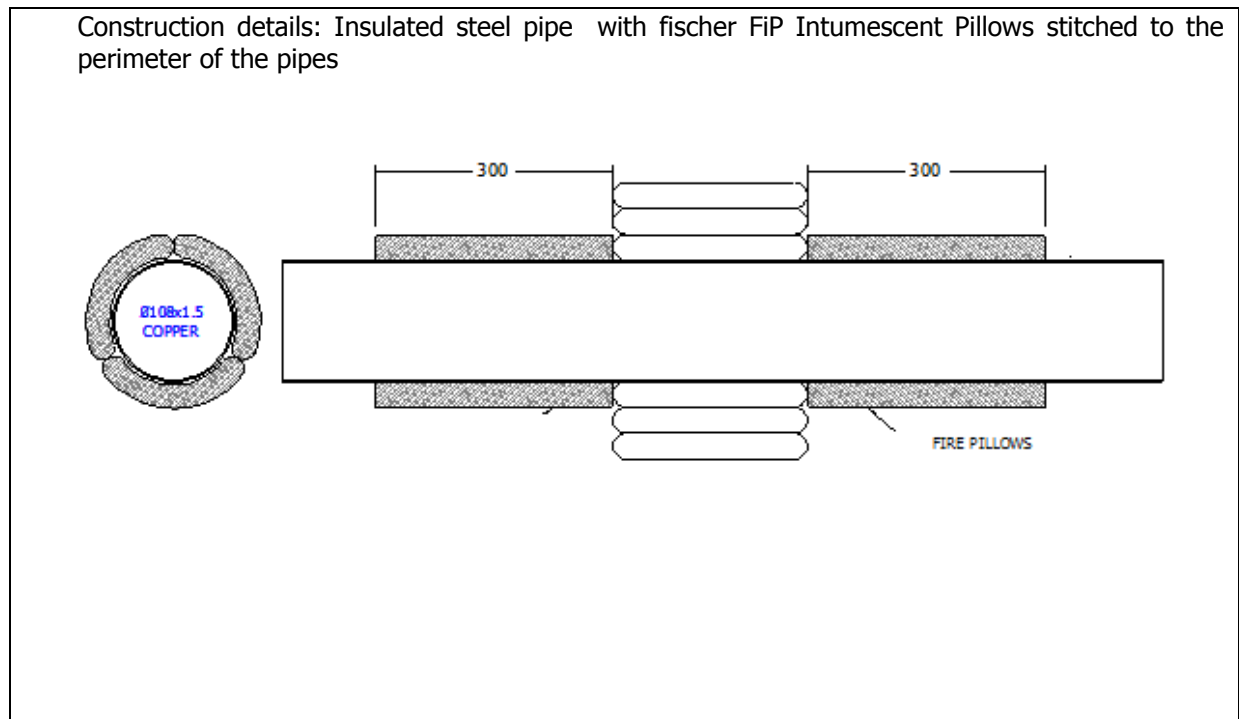 Construction details: Insulated steel pipe with fischer FiP Intumescent Pillows stitched to the
perimeter of the pipes
300
300
Ø108x1.5
COPPER
FIRE PILLOWS